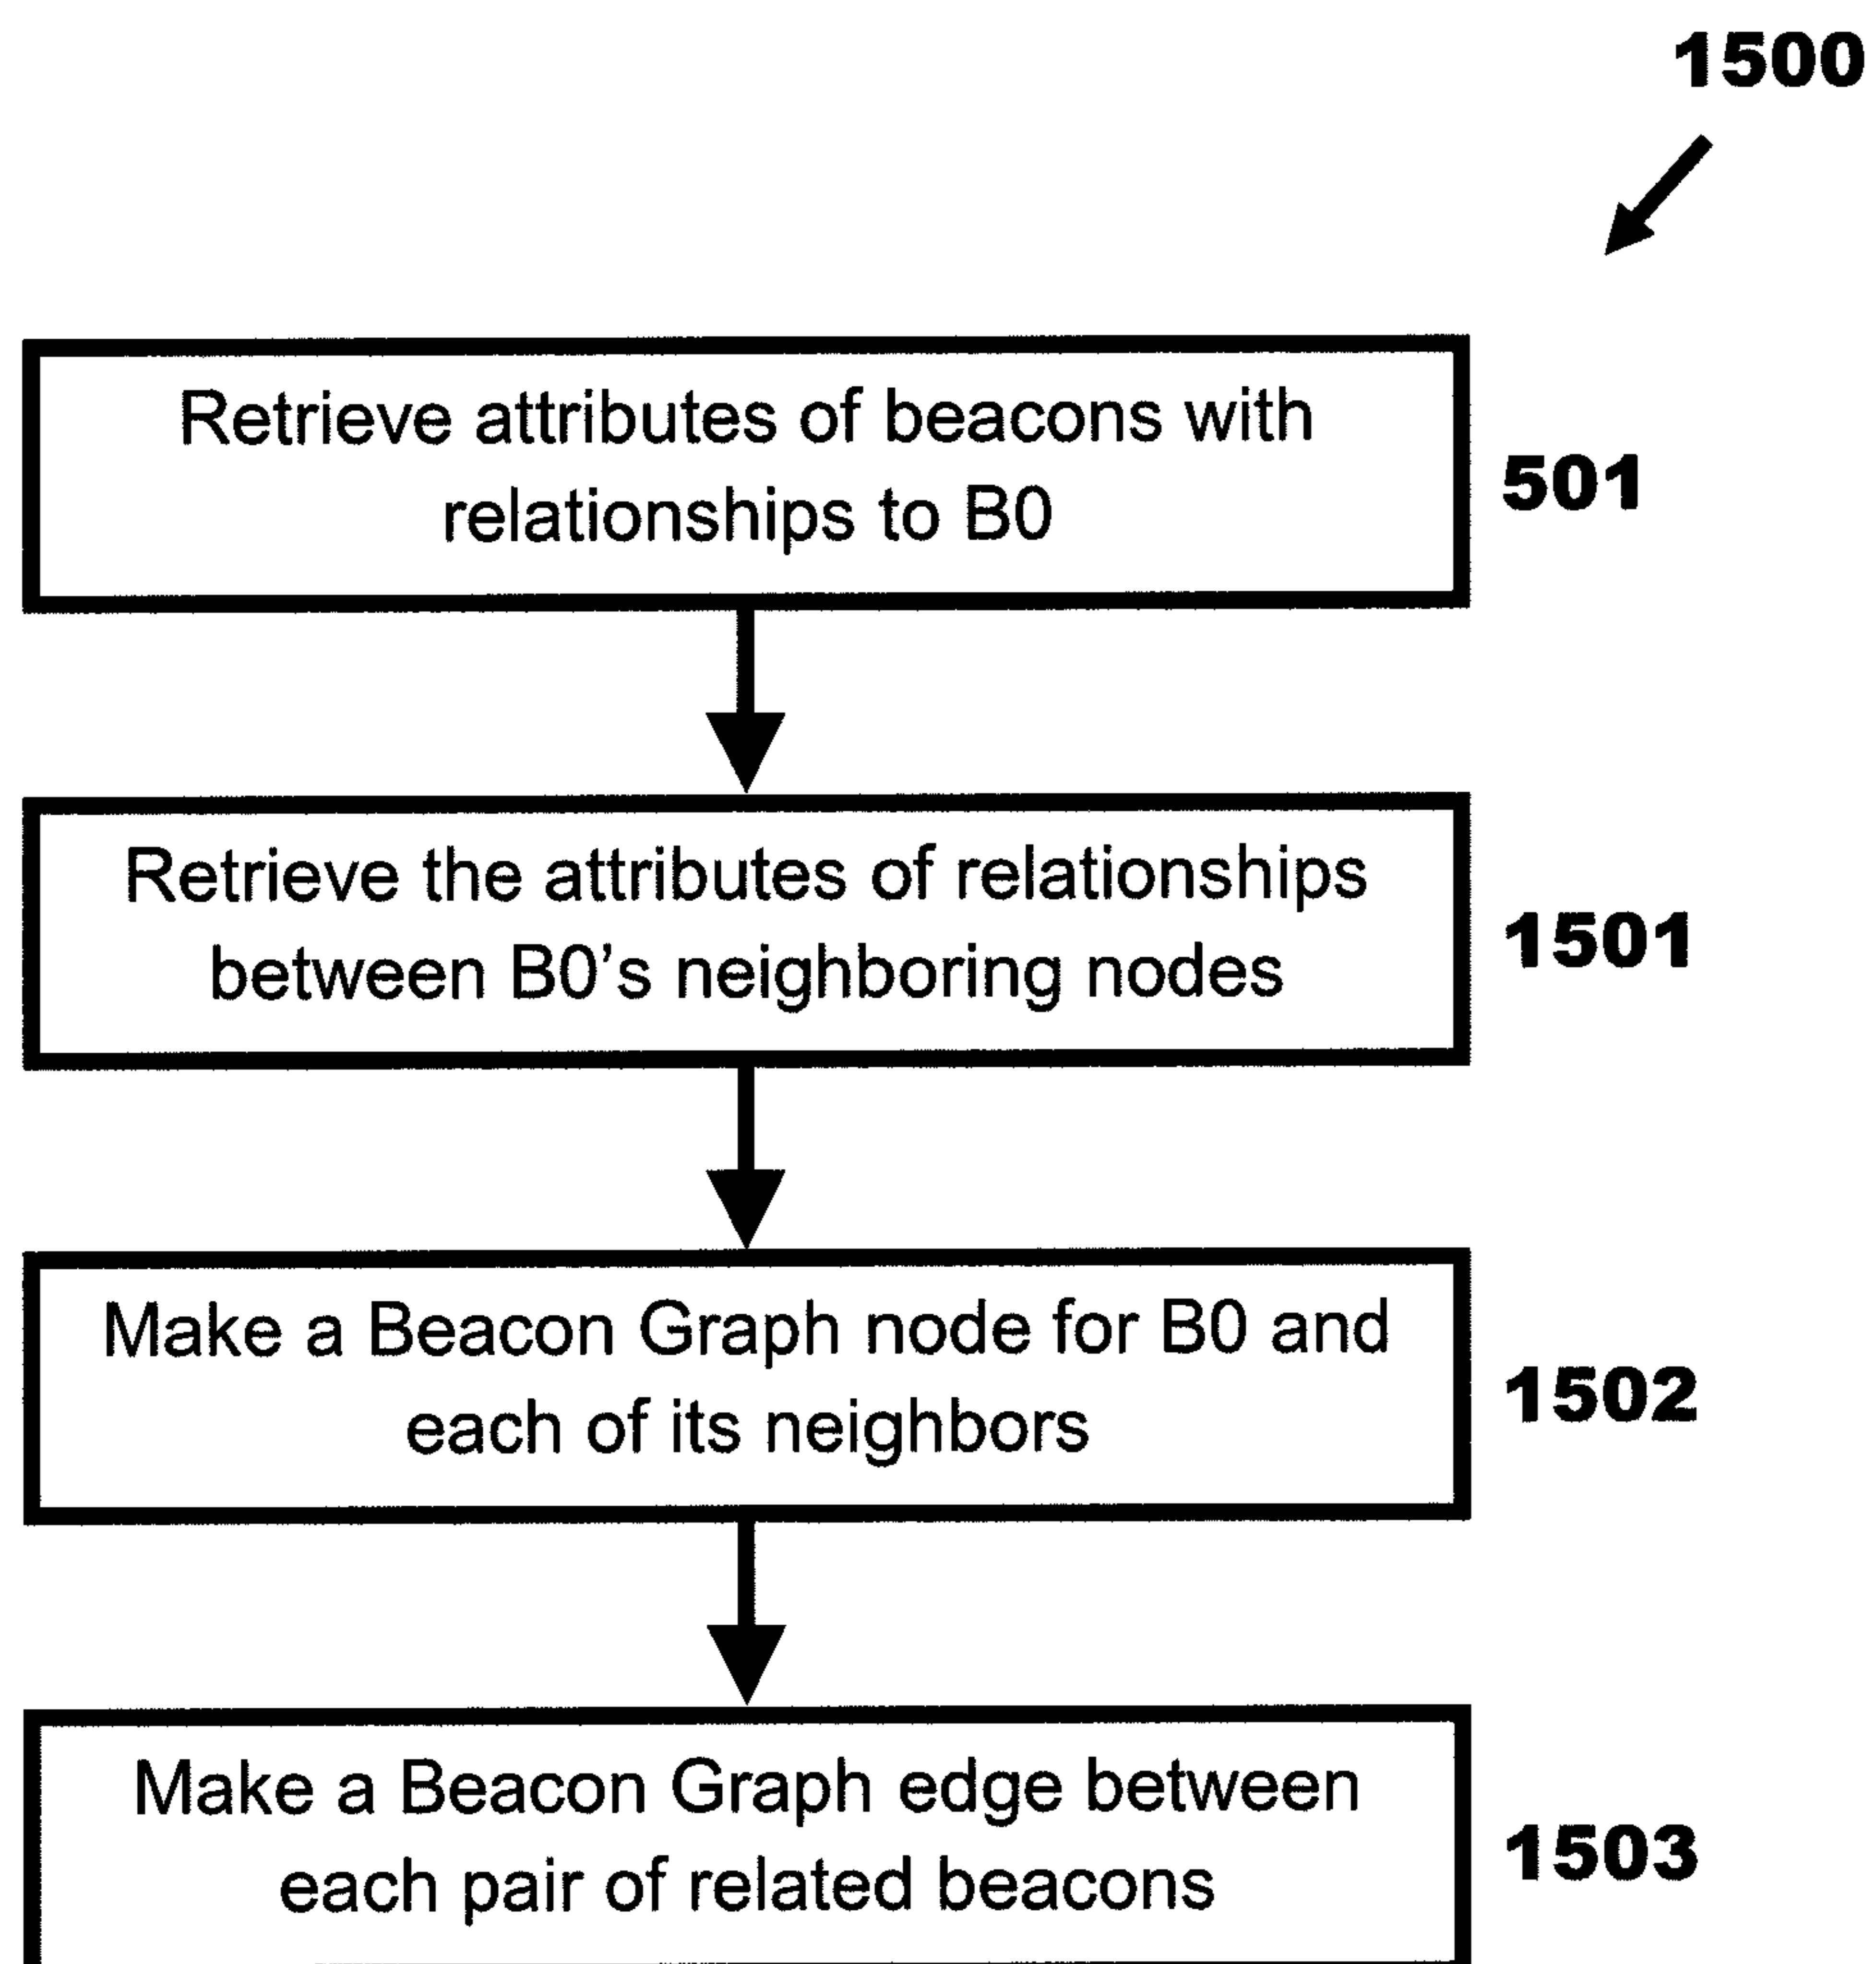 1500
Retrieve attributes of beacons with
relationships to B0
501
Retrieve the attributes of relationships
between B0’s neighboring nodes
1501
Make a Beacon Graph node for B0 and
each of its neighbors
1502
Make a Beacon Graph edge between
each pair of related beacons
1503